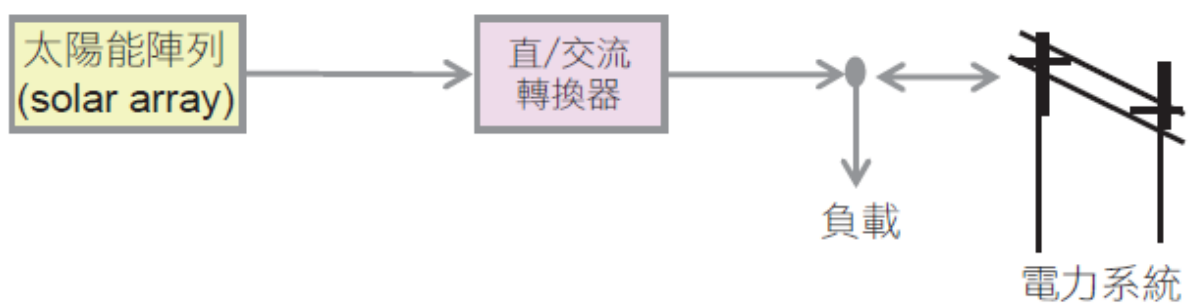 太陽能陣列
(solar array)
直/交流
轉換器
負載
電力系統